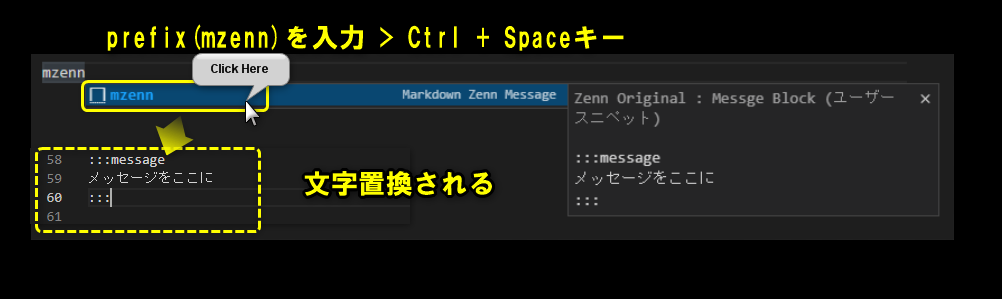 prefix(mzenn)を入力 > Ctrl + Spaceキー
mzenn
Click Here
mzenn
Markdown Zenn Message
Zenn Original : Messge Block (ユーザー
スニペット)
:::message
メッセージをここに
:::
58 :::message
59 メッセージをここに
60 :::
61
文字置換される